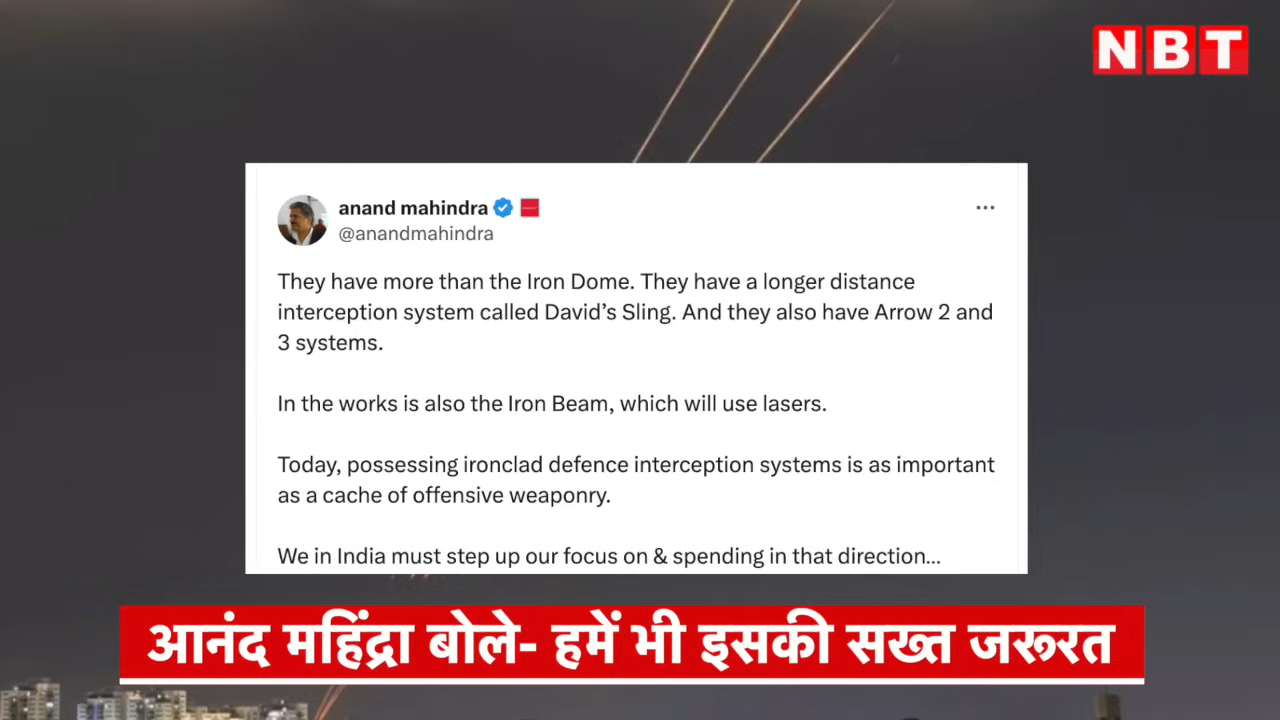 NBT
anand mahindra
@anandmahindra
They have more than the Iron Dome. They have a longer distance
interception system called David’s Sling. And they also have Arrow 2 and
3 systems.
In the works is also the Iron Beam, which will use lasers.
Today, possessing ironclad defence interception systems is as important
as a cache of offensive weaponry.
We in India must step up our focus on & spending in that direction...
आनंद महिंद्रा बोले- हमें भी इसकी सख्त जरूरत